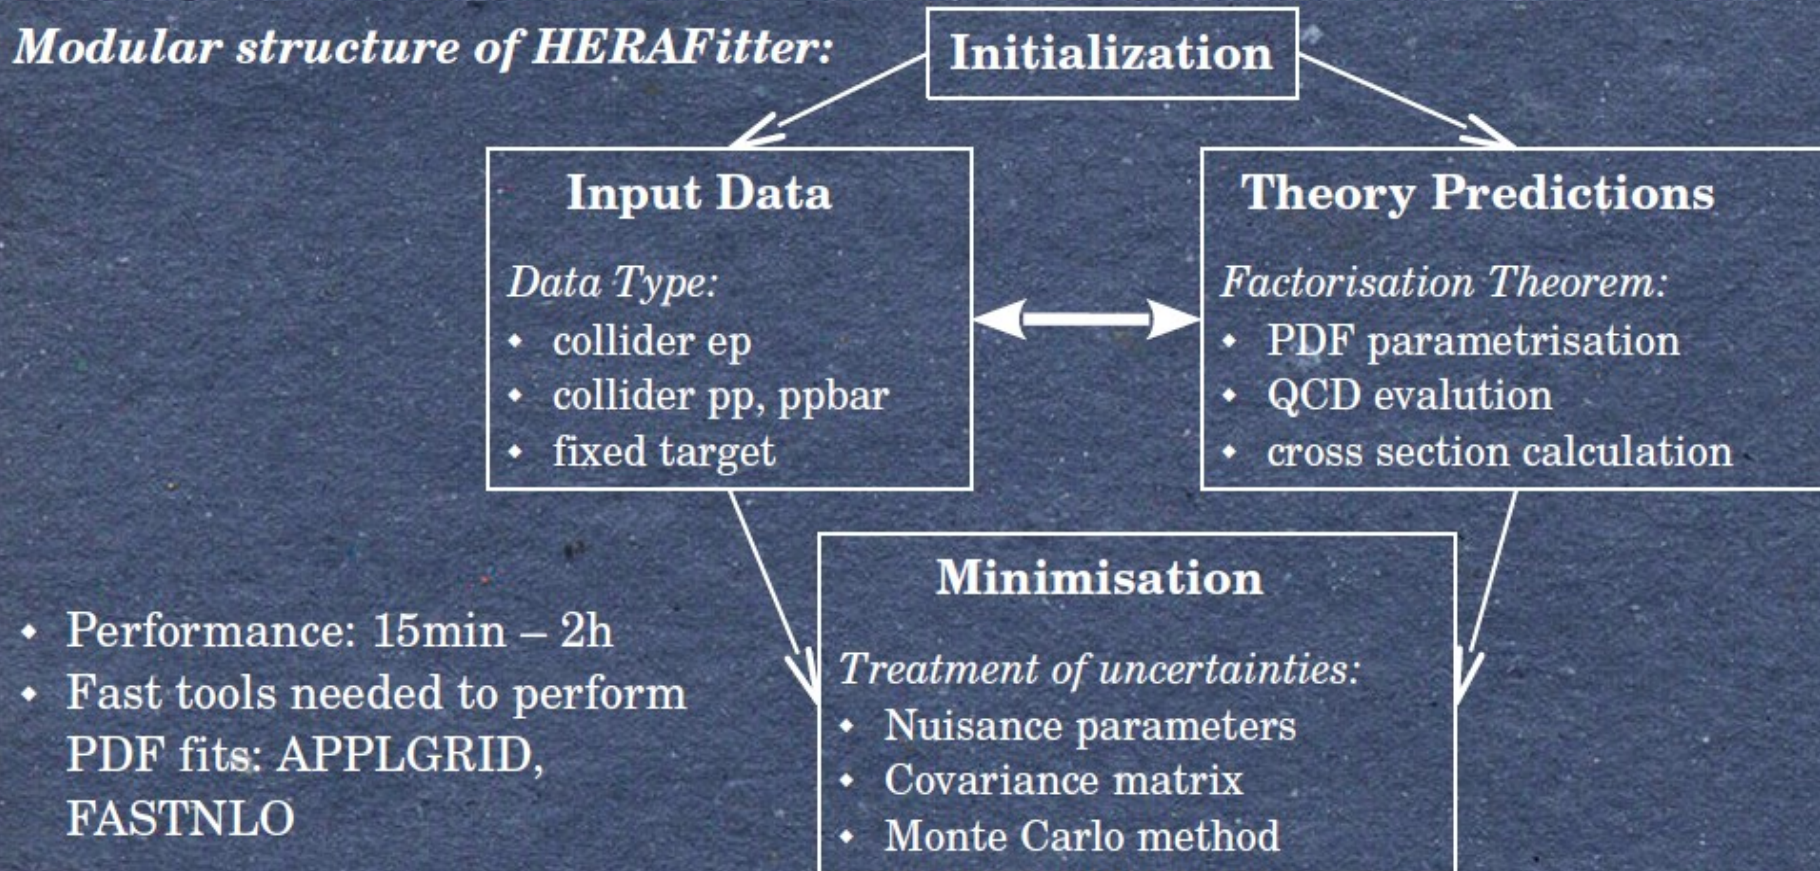 Modular structure of HERAFitter:
Initialization
Input Data
Data Type:
• collider ep
• collider pp, ppbar
• fixed target
Theory Predictions
Factorisation Theorem:
• PDF parametrisation
• QCD evalution
• cross section calculation
Minimisation
Treatment of uncertainties:
• Nuisance parameters
• Covariance matrix
• Monte Carlo method
• Performance: 15min – 2h
• Fast tools needed to perform
PDF fits: APPLGRID,
FASTNLO